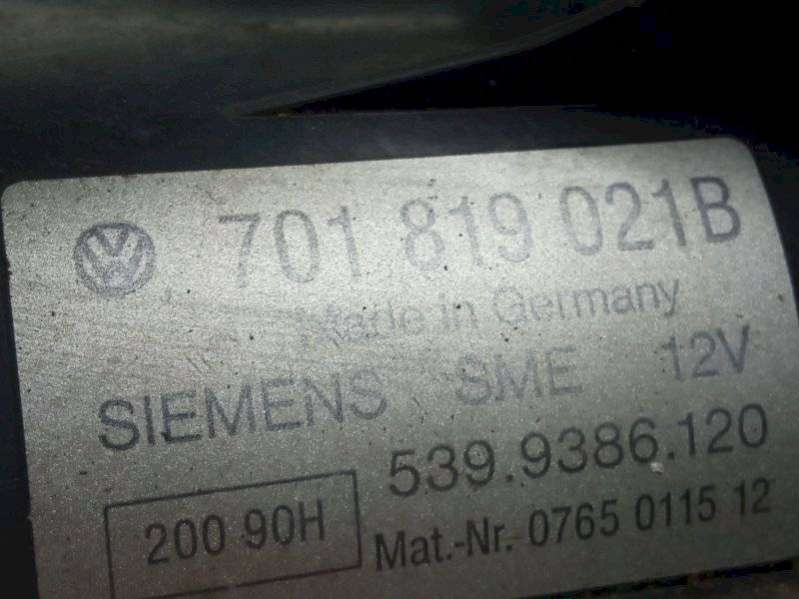 701 819 021B
Made in Germany
SIEMENS SME 12V
539.9386.120
200 90H
Mat.-Nr. 0765 0115 12